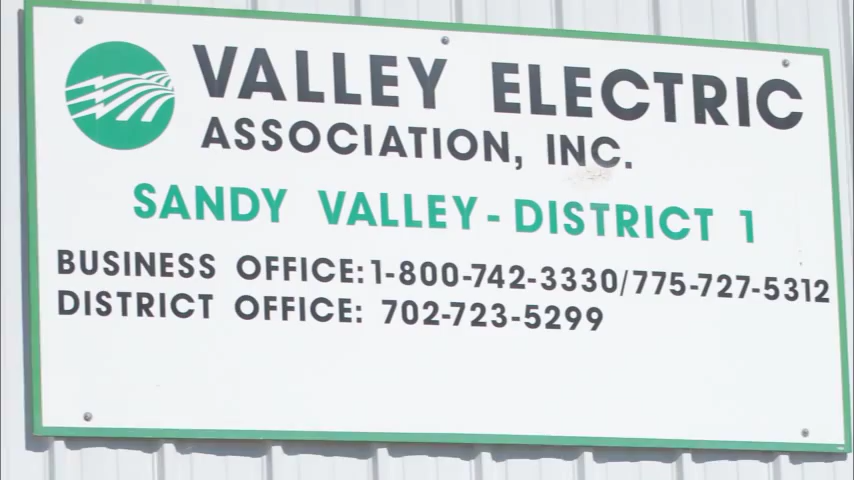 VALLEY ELECTRIC
ASSOCIATION, INC.
SANDY VALLEY - DISTRICT 1
BUSINESS OFFICE: 1-800-742-3330/775-727-5312
DISTRICT OFFICE: 702-723-5299